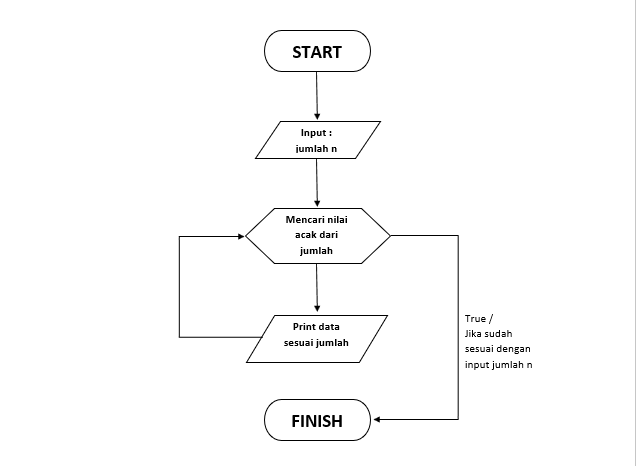 START
Input :
jumlah n
Mencari nilai
acak dari
jumlah
Print data
sesuai jumlah
True /
Jika sudah
sesuai dengan
input jumlah n
FINISH